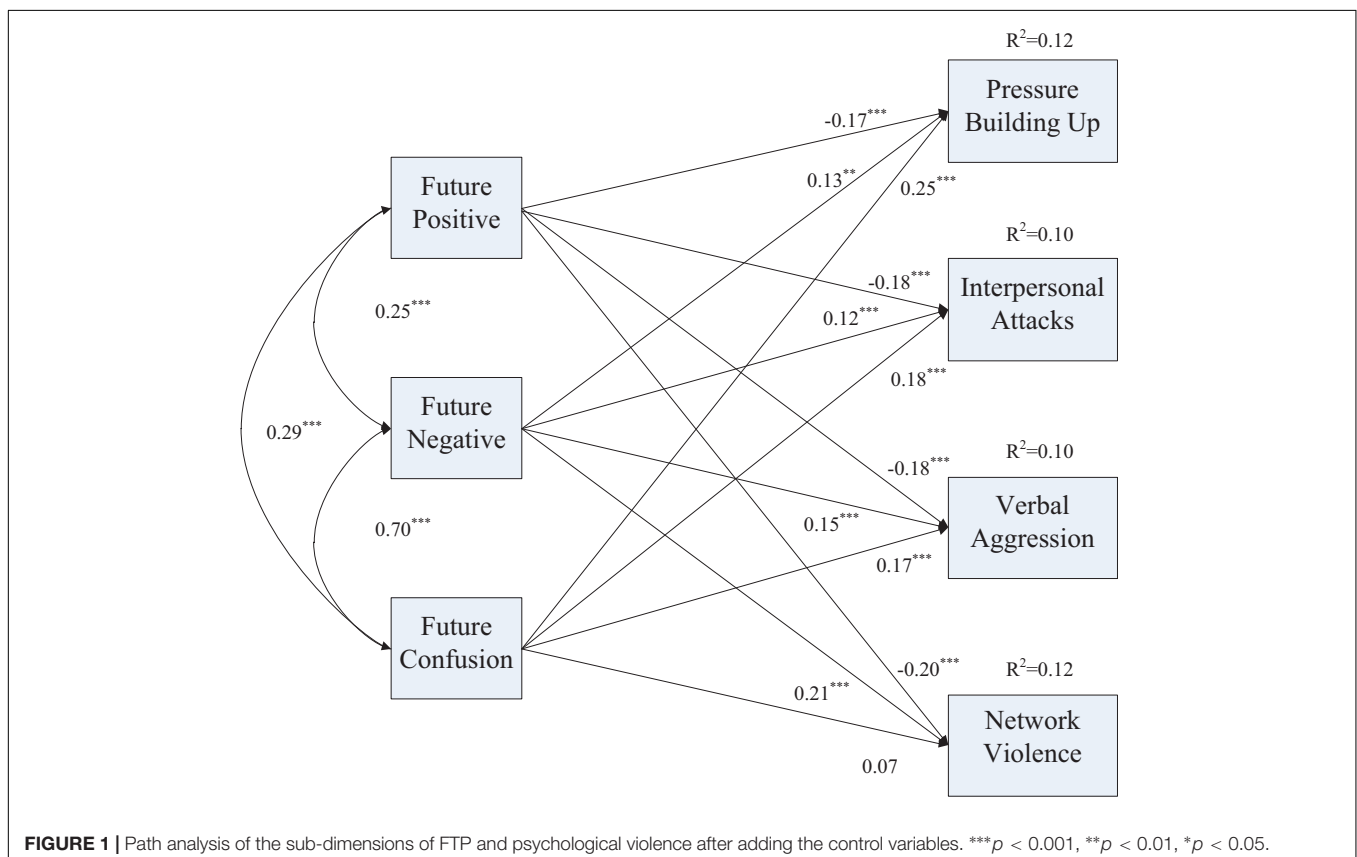 R²=0.12
Pressure
Building Up
-0.17***
0.13**
0.25***
Future
Positive
R²=0.10
Interpersonal
Attacks
-0.18***
0.12***
0.18***
0.25***
Future
Negative
0.29***
R²=0.10
Verbal
Aggression
-0.18***
0.15***
0.17***
0.70***
Future
Confusion
R²=0.12
Network
Violence
-0.20***
0.21***
0.07
FIGURE 1 | Path analysis of the sub-dimensions of FTP and psychological violence after adding the control variables. ***p < 0.001, **p < 0.01, *p < 0.05.